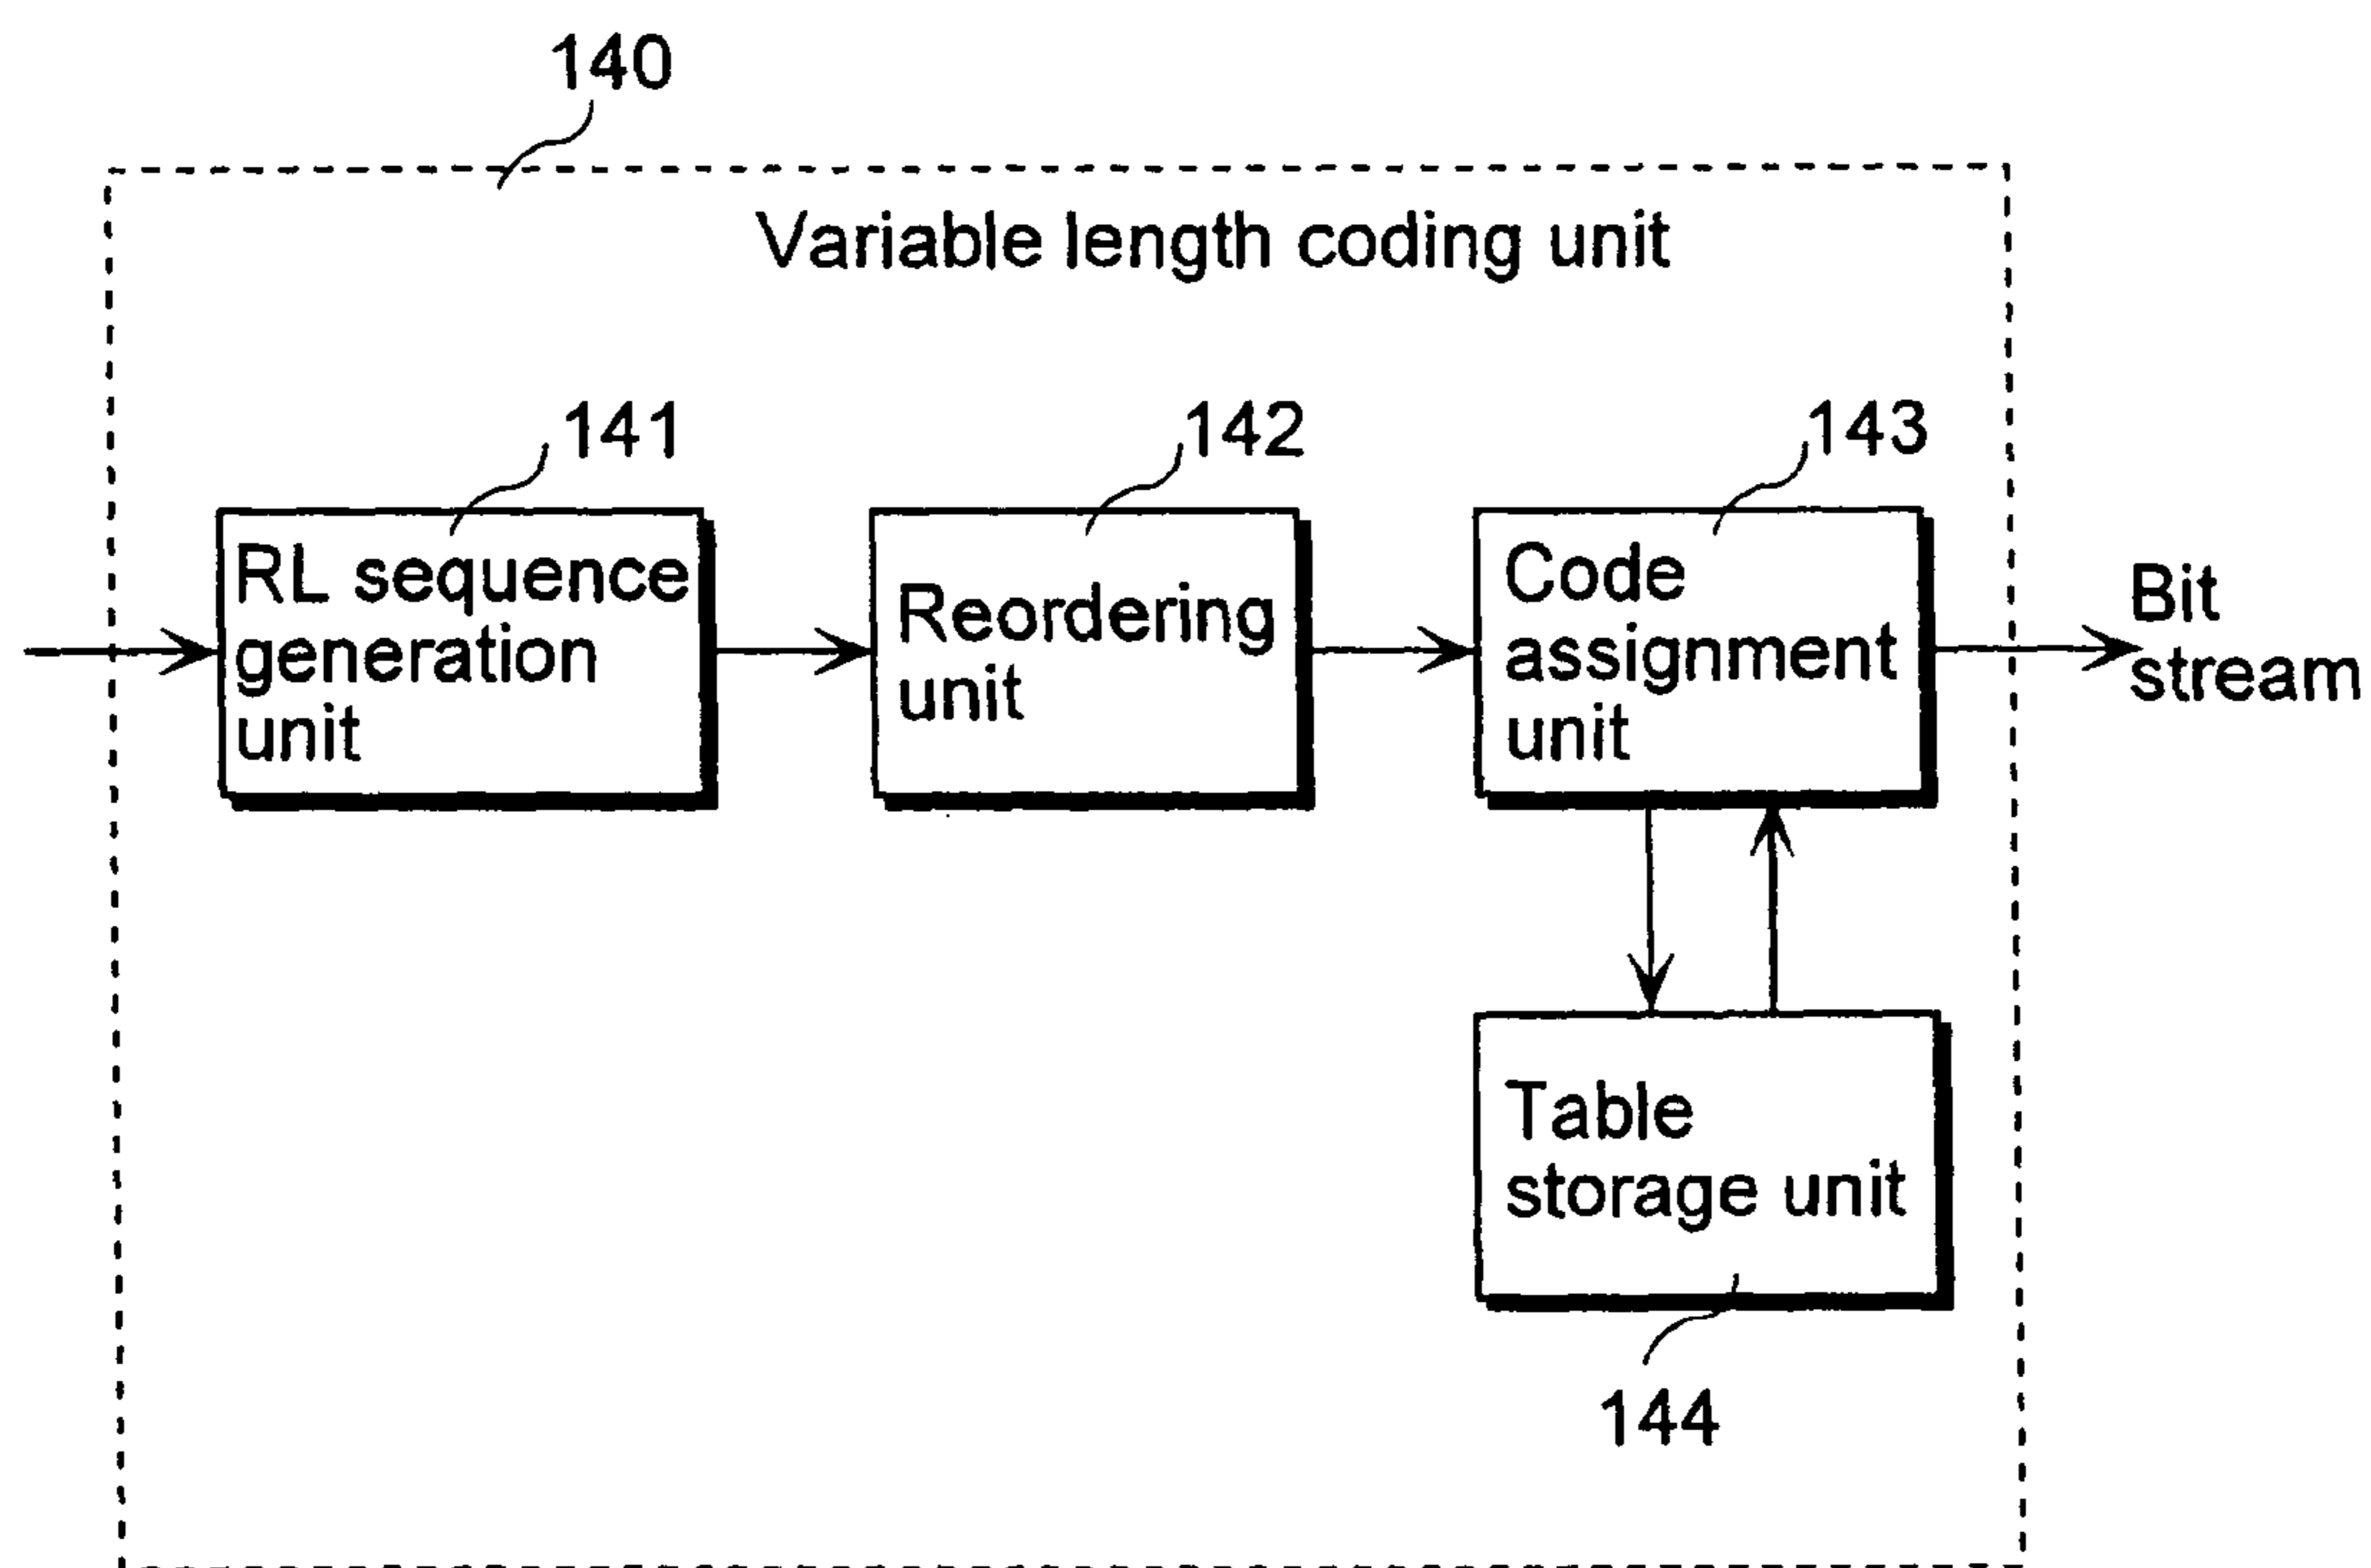 140
Variable length coding unit
141
142
143
RL sequence
generation
unit
Reordering
unit
Code
assignment
unit
Bit
stream
Table
storage unit
144